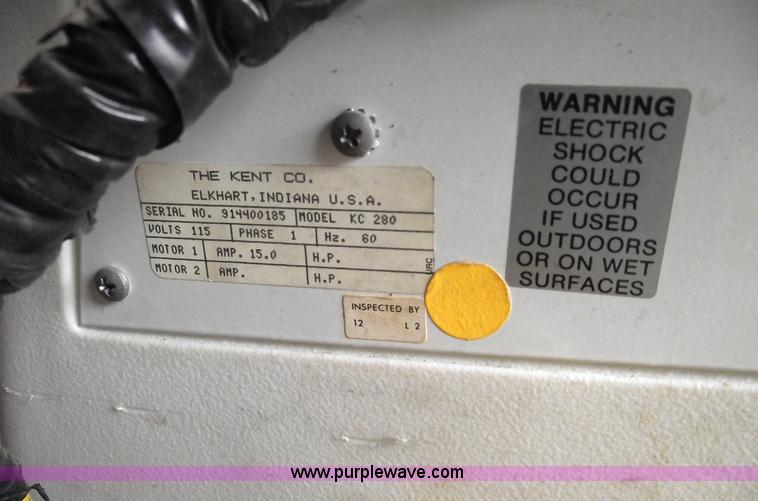 THE KENT CO.
ELKHART, INDIANA U.S.A.
SERIAL NO. 914400185 MODEL KC 280
VOLTS 115 PHASE 1 Hz. 60
MOTOR 1 AMP. 15.0 H.P.
MOTOR 2 AMP. H.P.
URC
INSPECTED BY
12 L 2
WARNING
ELECTRIC
SHOCK
COULD
OCCUR
IF USED
OUTDOORS
OR ON WET
SURFACES
www.purplewave.com